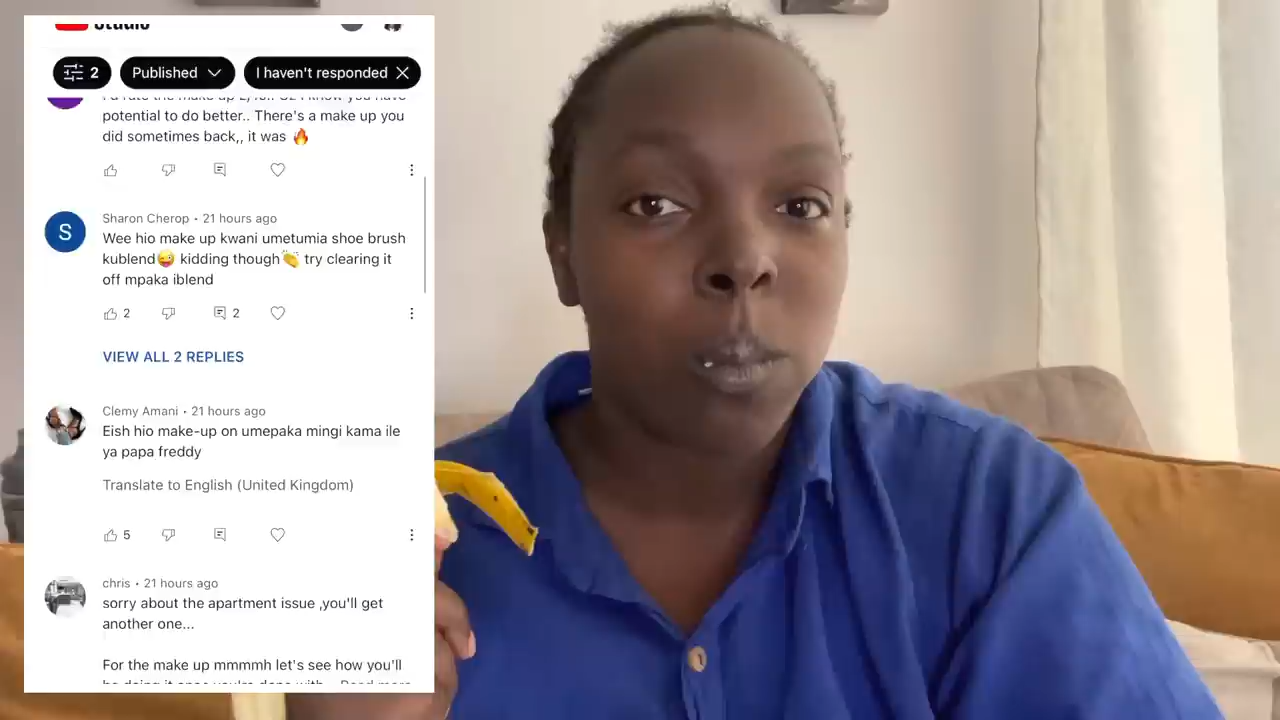 Studio
2
Published
I haven't responded
potential to do better.. There's a make up you
did sometimes back,, it was 🔥
Sharon Cherop • 21 hours ago
S
Wee hio make up kwani umetumia shoe brush
kublend😜 kidding though👏 try clearing it
off mpaka iblend
2
2
VIEW ALL 2 REPLIES
Clemy Amani • 21 hours ago
Eish hio make-up on umepaka mingi kama ile
ya papa freddy
Translate to English (United Kingdom)
5
chris • 21 hours ago
sorry about the apartment issue ,you'll get
another one...
For the make up mmmmh let's see how you'll